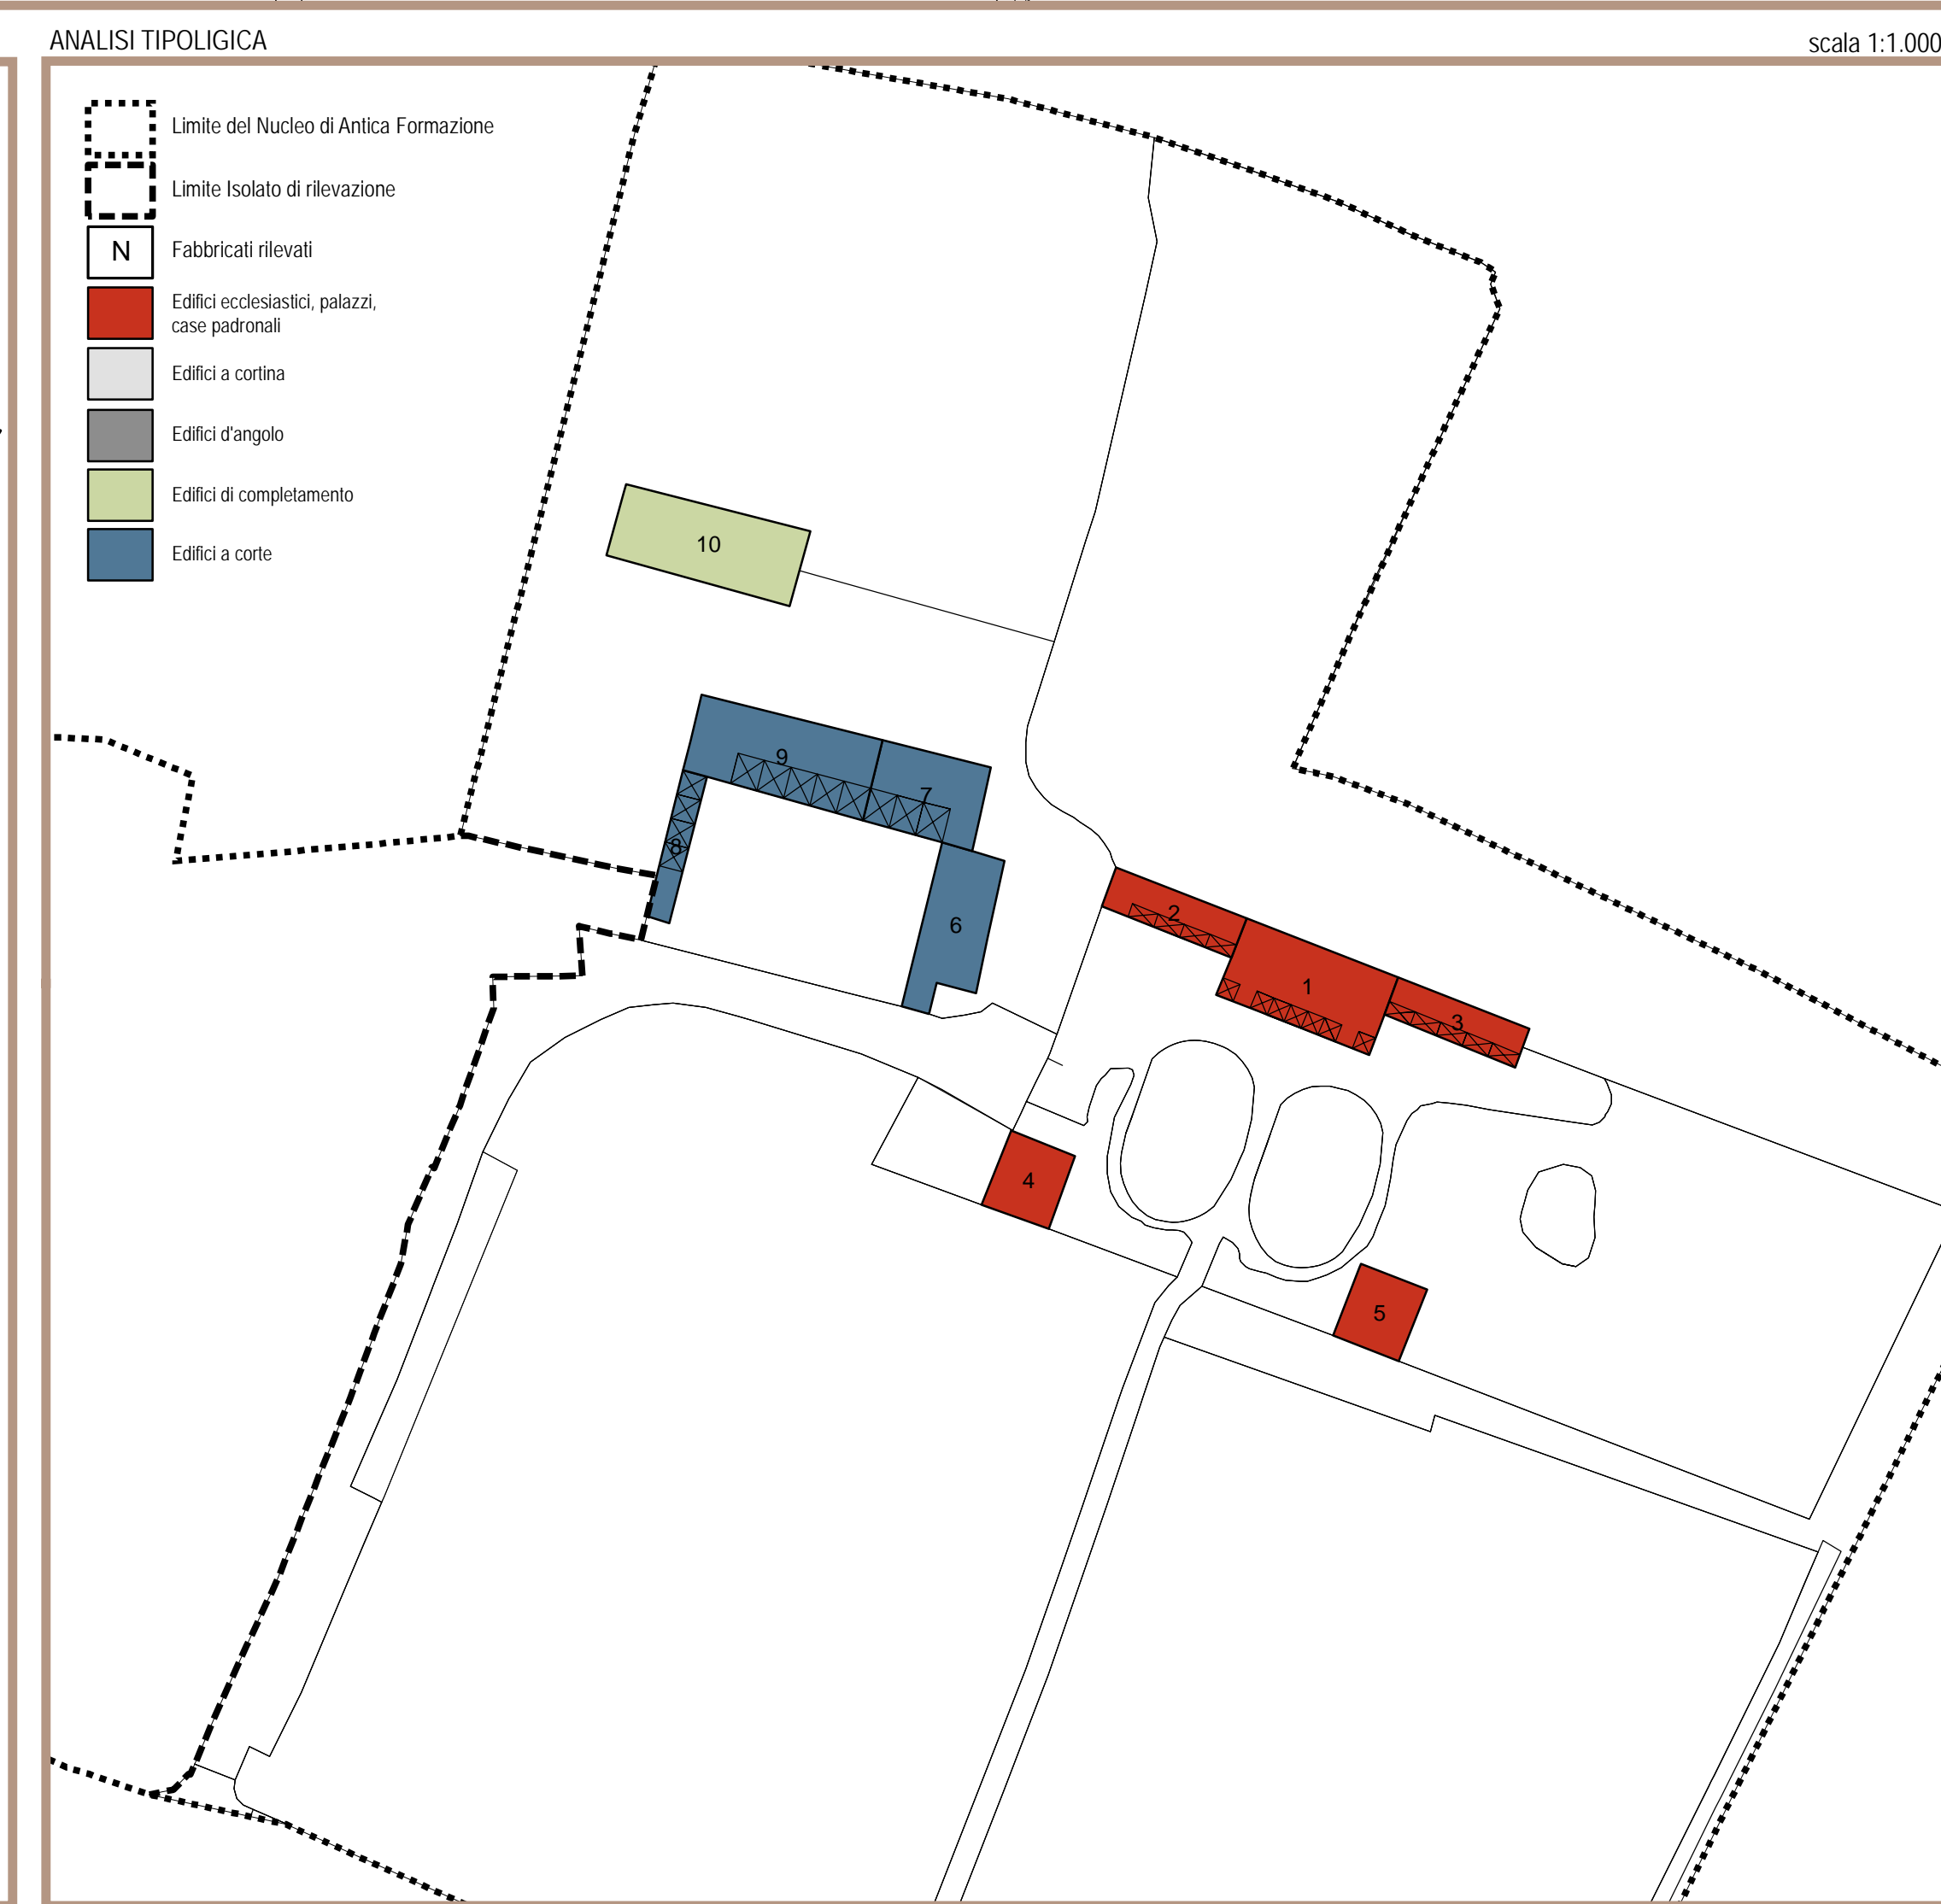 ANALISI TIPOLIGICA
scala 1:1.000
Limite del Nucleo di Antica Formazione
Limite Isolato di rilevazione
N
Fabbricati rilevati
Edifici ecclesiastici, palazzi,
case padronali
Edifici a cortina
Edifici d'angolo
Edifici di completamento
Edifici a corte
10
9
7
8
6
2
1
3
4
5